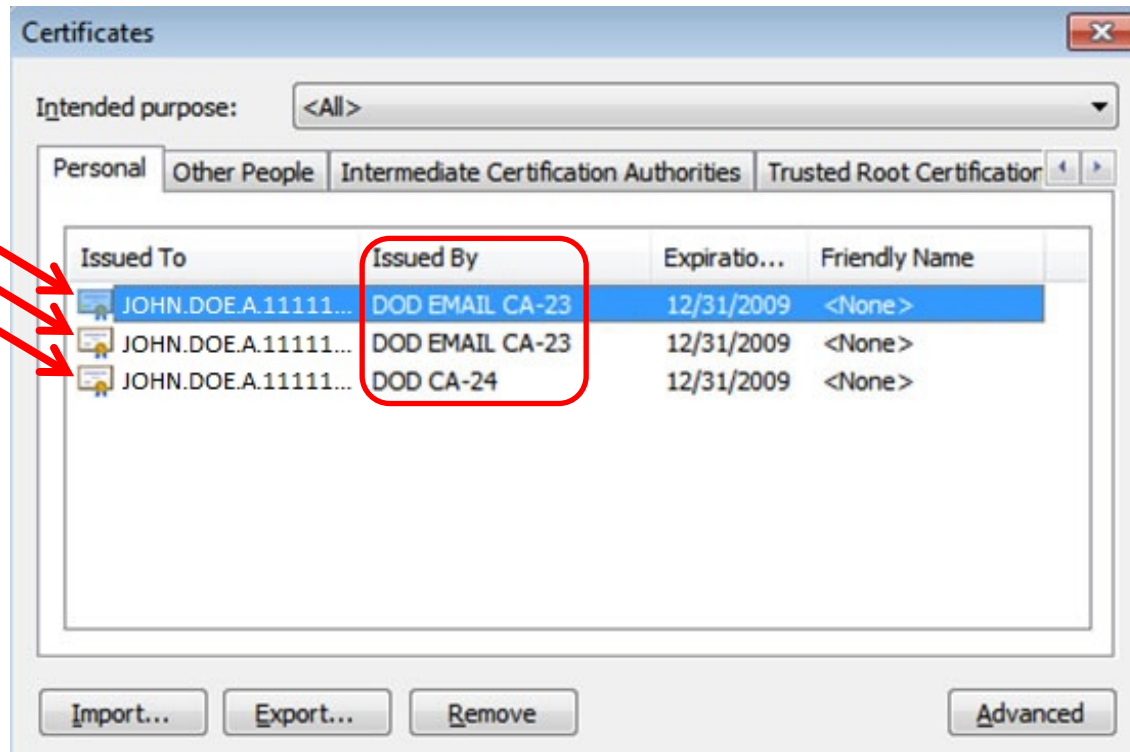 Certificates
Intended purpose: <All>
Personal Other People Intermediate Certification Authorities Trusted Root Certification
Issued To Issued By Expiratio... Friendly Name
JOHN.DOE.A.11111... DOD EMAIL CA-23 12/31/2009 <None>
JOHN.DOE.A.11111... DOD EMAIL CA-23 12/31/2009 <None>
JOHN.DOE.A.11111... DOD CA-24 12/31/2009 <None>
Import... Export... Remove Advanced